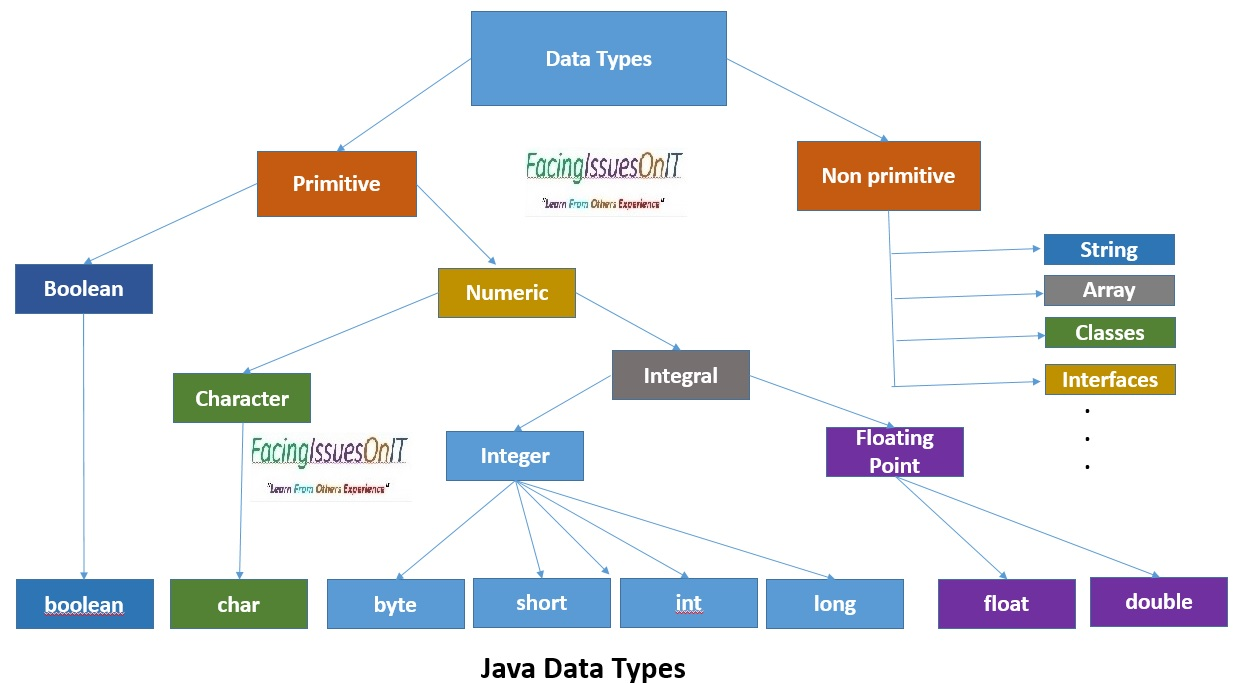 Data Types
Primitive
FacingIssuesOnIT
"Learn From Others Experience"
Non primitive
String
Array
Classes
Interfaces
Boolean
Numeric
Integral
Character
FacingIssuesOnIT
"Learn From Others Experience"
Integer
Floating
Point
boolean
char
byte
short
int
long
float
double
Java Data Types